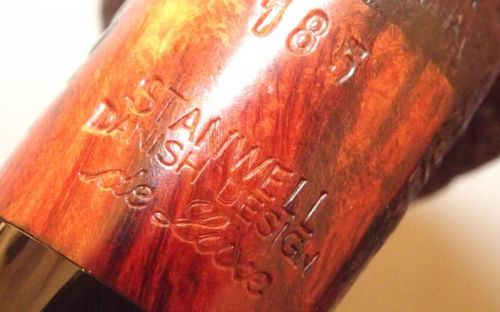 185
STANWELL
DANISH DESIGN
de Luxe